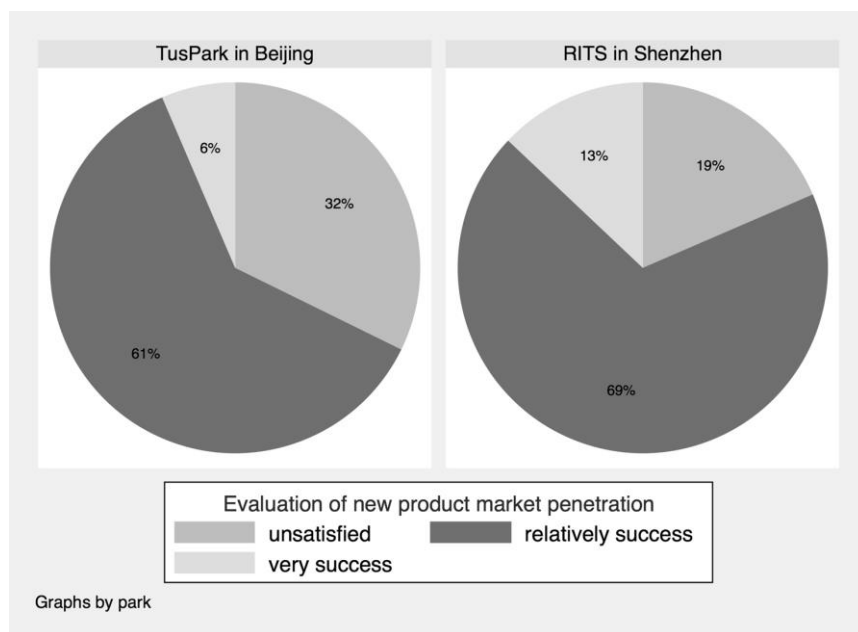 TusPark in Beijing
RITS in Shenzhen
6%
32%
61%
13%
19%
69%
Evaluation of new product market penetration
unsatisfied
relatively success
very success
Graphs by park